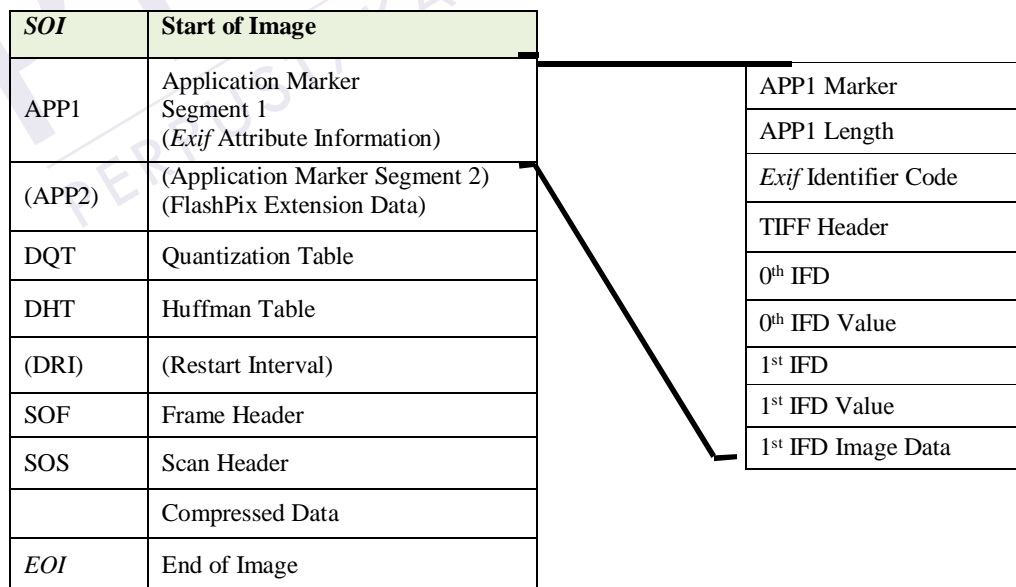 SOI Start of Image
APP1 Application Marker
Segment 1
(Exif Attribute Information)
(APP2) (Application Marker Segment 2)
(FlashPix Extension Data)
DQT Quantization Table
DHT Huffman Table
(DRI) (Restart Interval)
SOF Frame Header
SOS Scan Header
Compressed Data
EOI End of Image
APP1 Marker
APP1 Length
Exif Identifier Code
TIFF Header
0th IFD
0th IFD Value
1st IFD
1st IFD Value
1st IFD Image Data